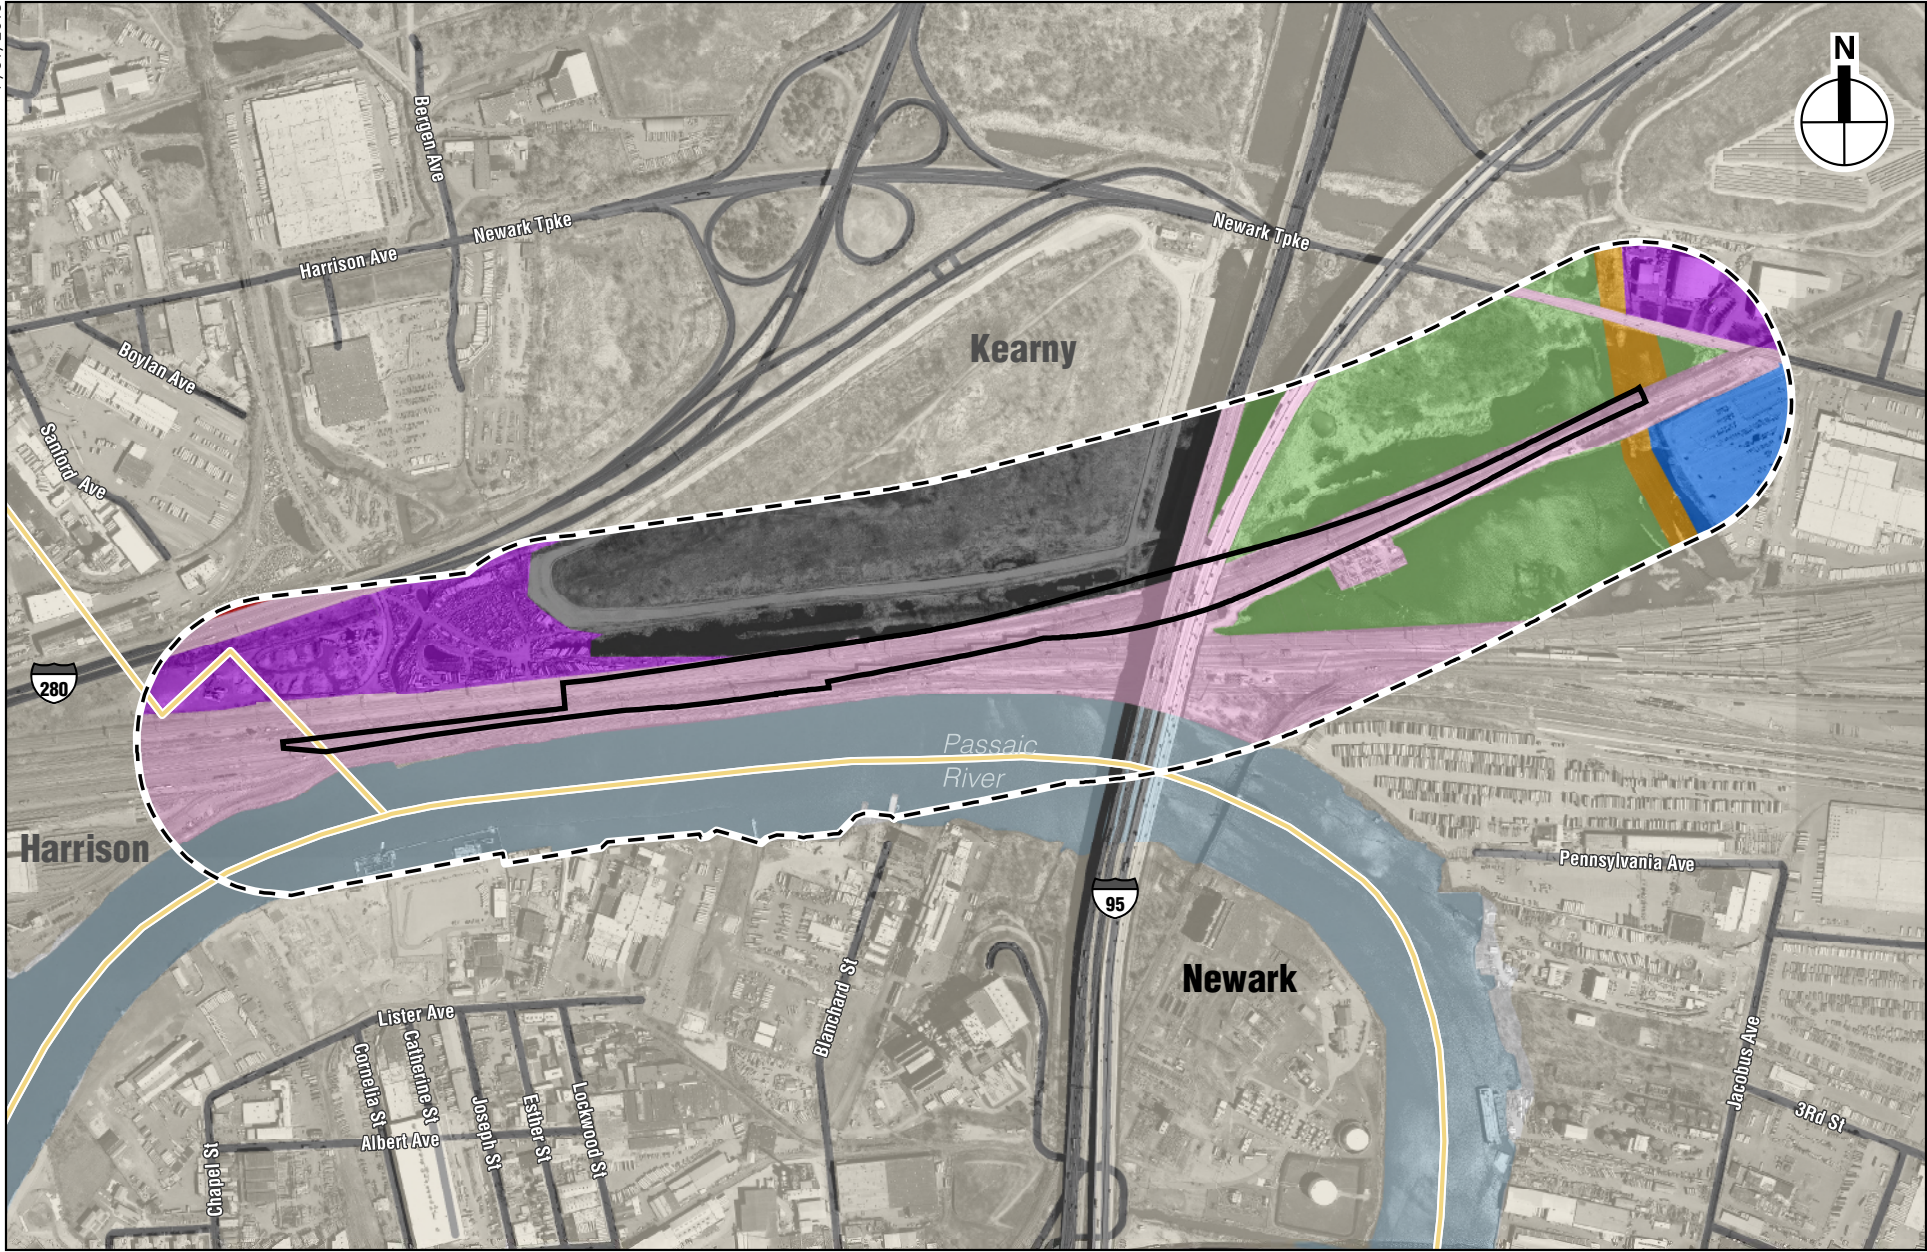 N
Bergen Ave
Newark Tpke
Newark Tpke
Harrison Ave
Kearny
Boylan Ave
Sanford Ave
280
Passaic
River
Harrison
Pennsylvania Ave
95
Newark
Blanchard St
Lister Ave
Cornelia St
Catherine St
Joseph St
Esther St
Lockwood St
Albert Ave
Chapel St
Jacobus Ave
3Rd St